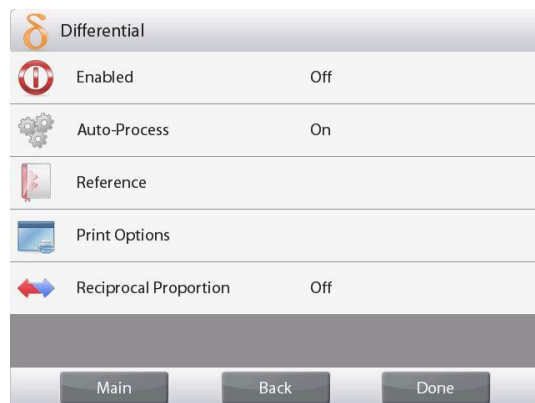 δ Differential
Enabled Off
Auto-Process On
Reference
Print Options
Reciprocal Proportion Off
Main Back Done